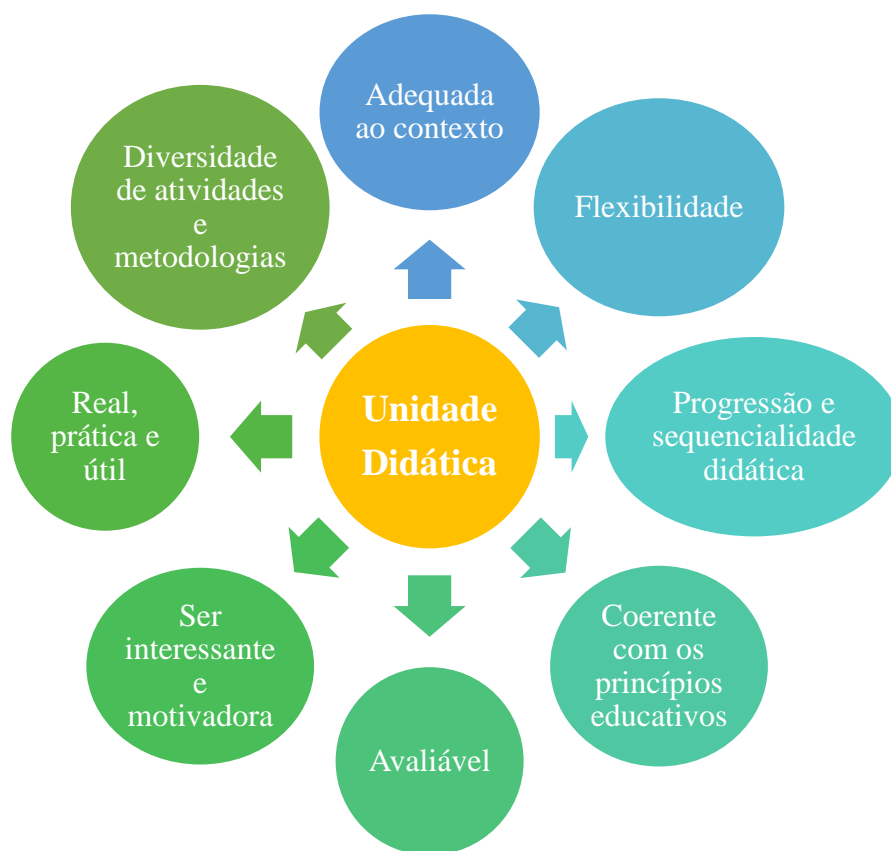 Adequada
ao contexto
Flexibilidade
Progressão e
sequencialidade
didática
Coerente
com os
princípios
educativos
Avaliável
Ser
interessante
e
motivadora
Real,
prática e
útil
Diversidade
de atividades
e
metodologias
Unidade
Didática